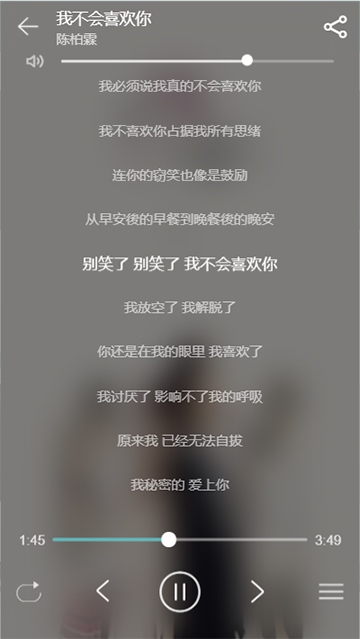 我不会喜欢你
陈柏霖
我必须说我真的不会喜欢你
我不喜欢你占据我所有思绪
连你的窃笑也像是鼓励
从早安後的早餐到晚餐後的晚安
别笑了 别笑了 我不会喜欢你
我放空了 我解脱了
你还是在我的眼里 我喜欢了
我讨厌了 影响不了我的呼吸
原来我 已经无法自拔
我秘密的 爱上你
1:45
3:49